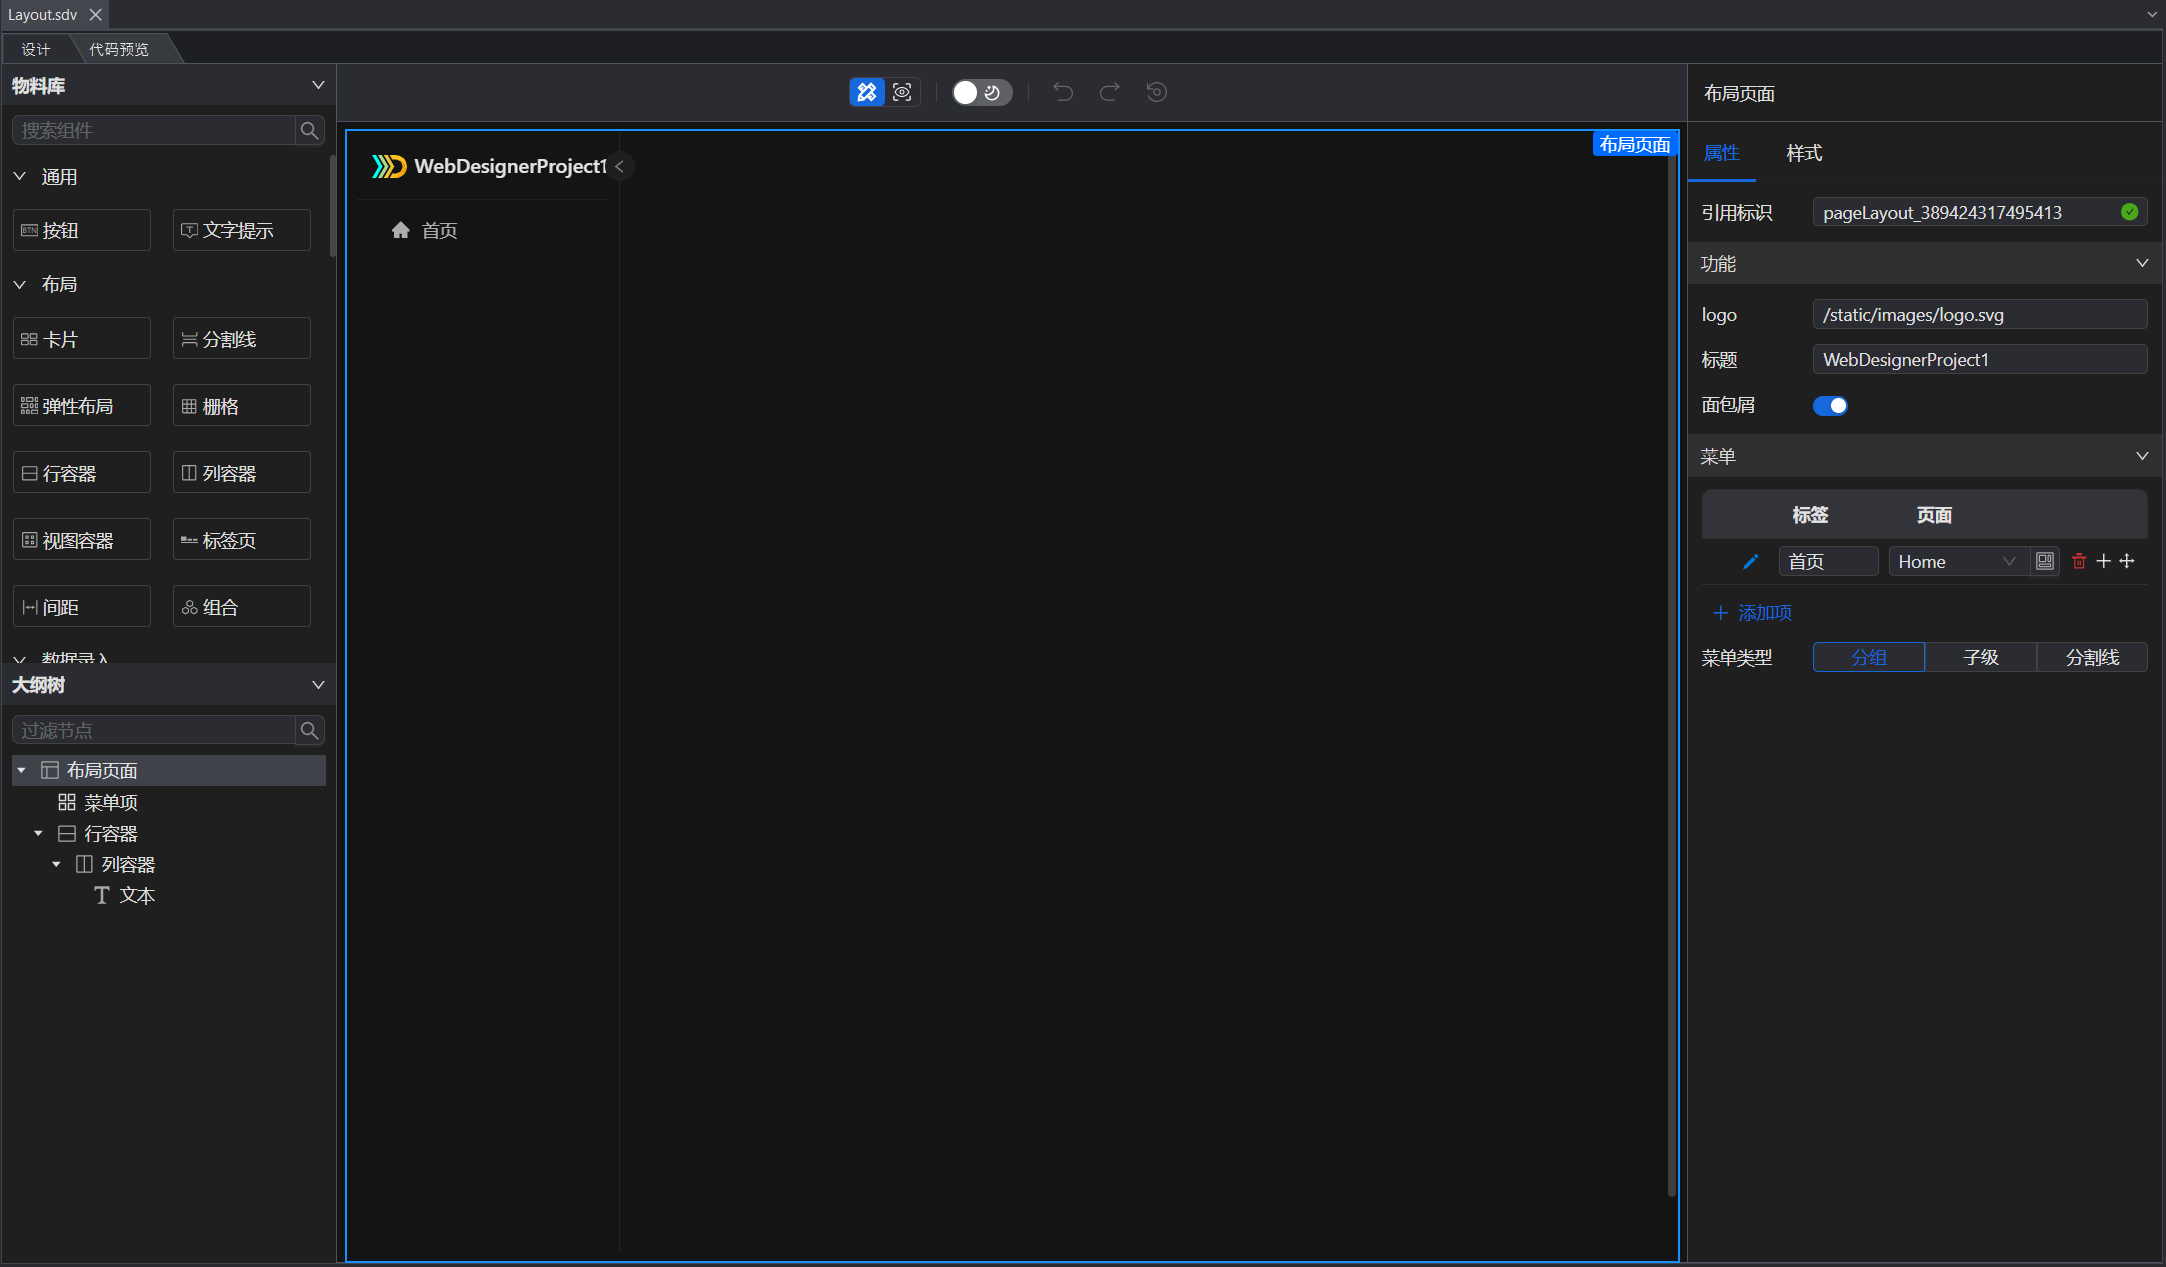 Layout.sdv
设计
代码预览
物料库
搜索组件
通用
按钮
文字提示
布局
卡片
分割线
弹性布局
栅格
行容器
列容器
视图容器
标签页
间距
组合
数据录入
大纲树
过滤节点
布局页面
菜单项
行容器
列容器
文本
WebDesignerProject1
首页
布局页面
布局页面
属性
样式
引用标识
pageLayout_389424317495413
功能
logo
/static/images/logo.svg
标题
WebDesignerProject1
面包屑
菜单
标签
页面
首页
Home
添加项
菜单类型
分组
子级
分割线